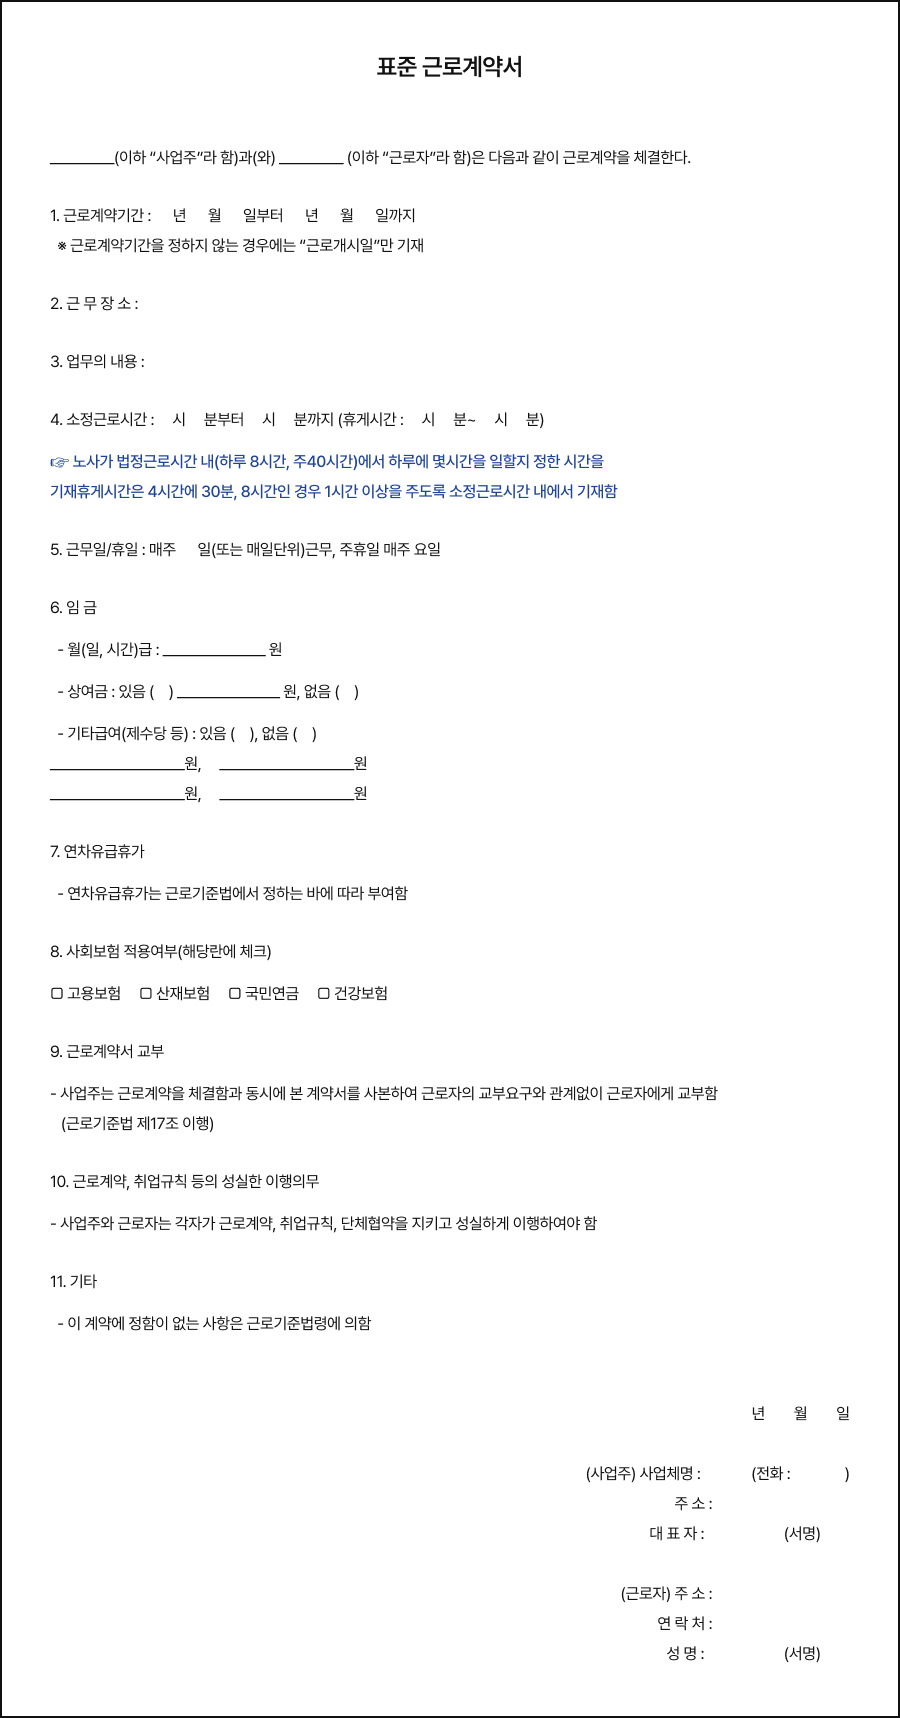 표준 근로계약서
________(이하 “사업주”라 함)과(와) ________ (이하 “근로자”라 함)은 다음과 같이 근로계약을 체결한다.
1. 근로계약기간 : 년 월 일부터 년 월 일까지
※ 근로계약기간을 정하지 않는 경우에는 “근로개시일”만 기재
2. 근 무 장 소 :
3. 업무의 내용 :
4. 소정근로시간 : 시 분부터 시 분까지 (휴게시간 : 시 분~ 시 분)
☞ 노사가 법정근로시간 내(하루 8시간, 주40시간)에서 하루에 몇시간을 일할지 정한 시간을
기재휴게시간은 4시간에 30분, 8시간인 경우 1시간 이상을 주도록 소정근로시간 내에서 기재함
5. 근무일/휴일 : 매주 일(또는 매일단위)근무, 주휴일 매주 요일
6. 임 금
- 월(일, 시간)급 : _____________ 원
- 상여금 : 있음 ( ) _____________ 원, 없음 ( )
- 기타급여(제수당 등) : 있음 ( ), 없음 ( )
_________________원, _________________원
_________________원, _________________원
7. 연차유급휴가
- 연차유급휴가는 근로기준법에서 정하는 바에 따라 부여함
8. 사회보험 적용여부(해당란에 체크)
▢ 고용보험 ▢ 산재보험 ▢ 국민연금 ▢ 건강보험
9. 근로계약서 교부
- 사업주는 근로계약을 체결함과 동시에 본 계약서를 사본하여 근로자의 교부요구와 관계없이 근로자에게 교부함
(근로기준법 제17조 이행)
10. 근로계약, 취업규칙 등의 성실한 이행의무
- 사업주와 근로자는 각자가 근로계약, 취업규칙, 단체협약을 지키고 성실하게 이행하여야 함
11. 기타
- 이 계약에 정함이 없는 사항은 근로기준법령에 의함
년 월 일
(사업주) 사업체명 : (전화 : )
주 소 :
대 표 자 : (서명)
(근로자) 주 소 :
연 락 처 :
성 명 : (서명)